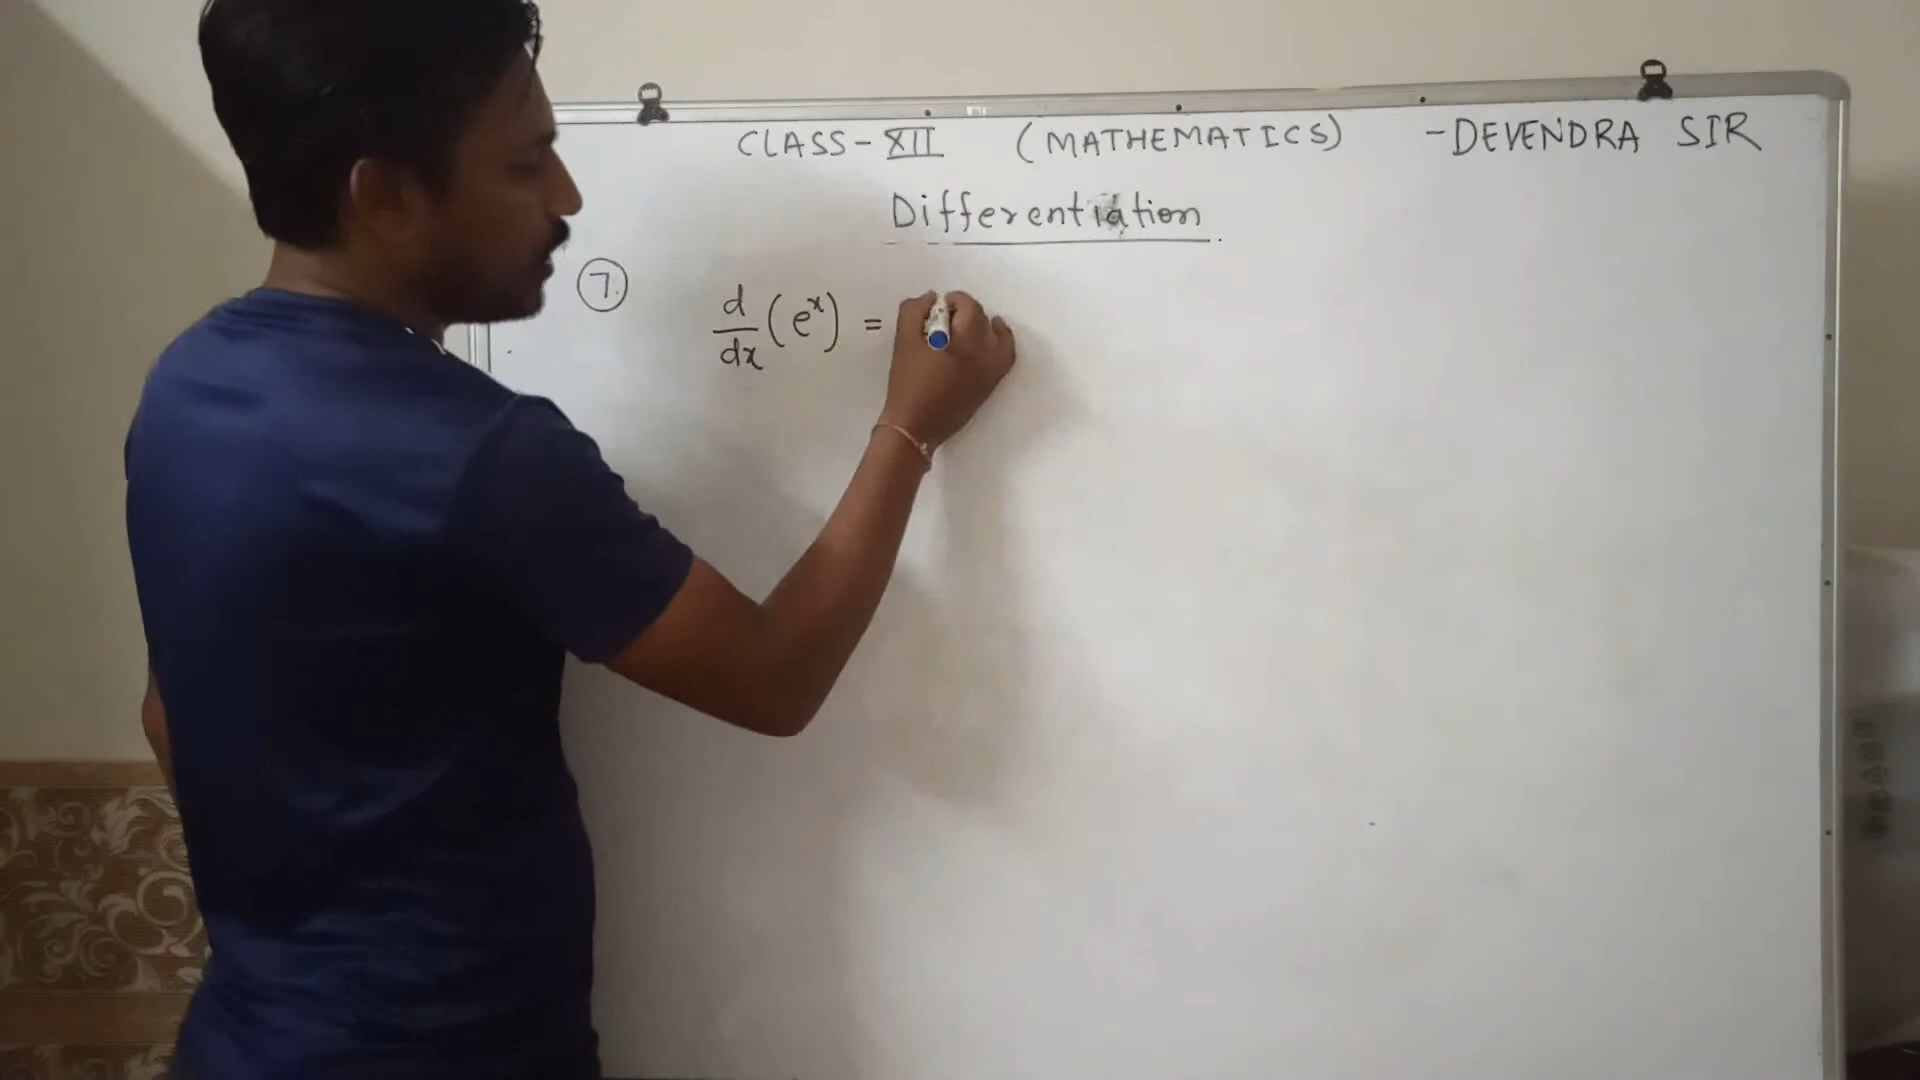 CLASS-XII (MATHEMATICS) -DEVENDRA SIR
Differentiation
7. d/dx (e^x) =